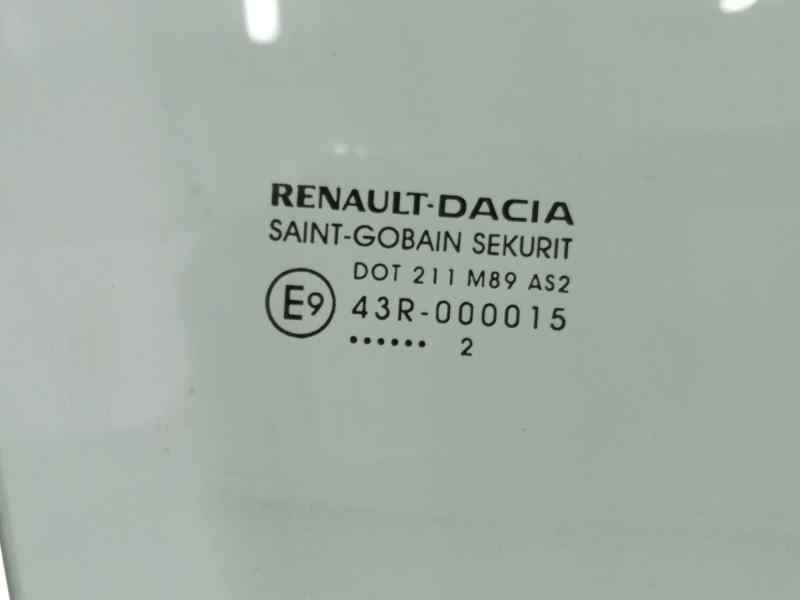 RENAULT-DACIA
SAINT-GOBAIN SEKURIT
DOT 211 M89 AS2
E9 43R-000015
•••••• 2